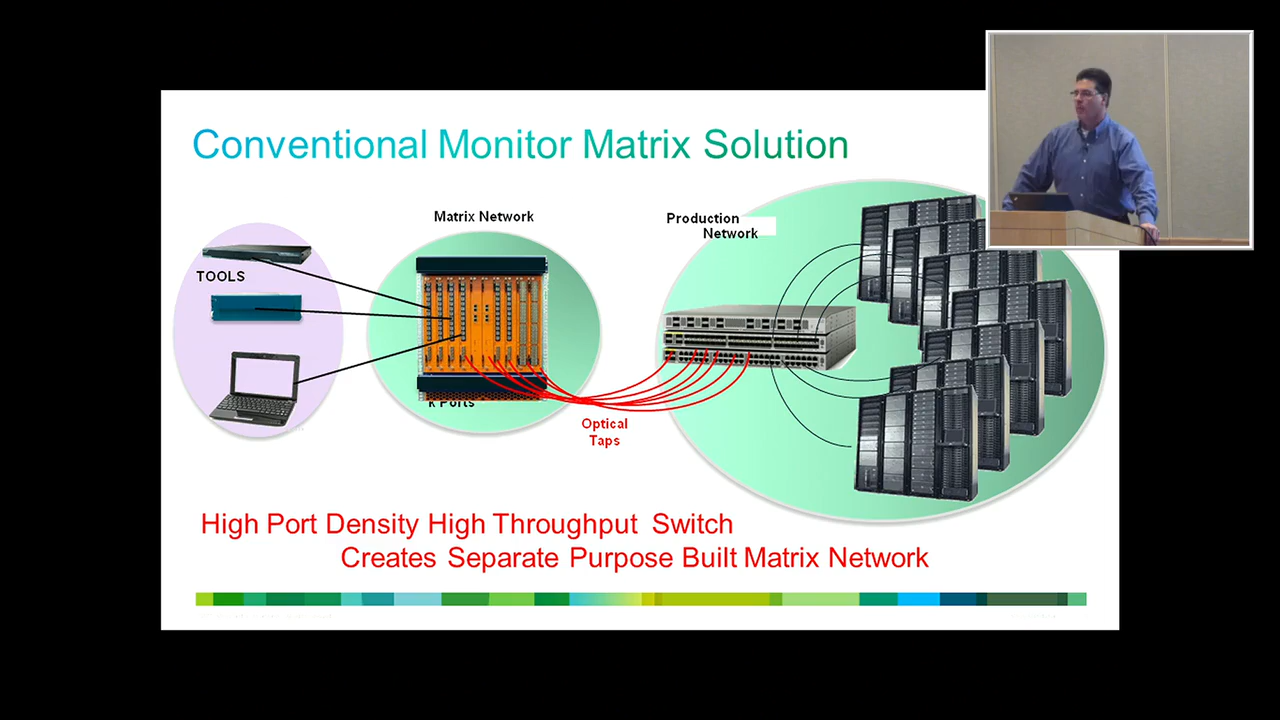 Conventional Monitor Matrix Solution
Matrix Network
Production
Network
TOOLS
k Ports
Optical
Taps
High Port Density High Throughput Switch
Creates Separate Purpose Built Matrix Network